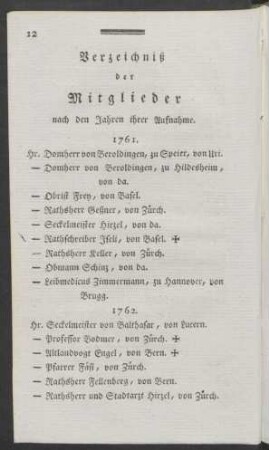 12
Verzeichniß
der
Mitglieder
nach den Jahren ihrer Aufnahme.
1761.
Hr. Domherr von Beroldingen, zu Speier, von Uri.
— Domherr von Beroldingen, zu Hildesheim,
von da.
— Obrist Frey, von Basel.
— Rathsherr Geßner, von Zürch.
— Seckelmeister Hirzel, von da.
— Rathschreiber Iseli, von Basel. ✠
— Rathsherr Keller, von Zürch.
— Obmann Schinz, von da.
— Leibmedicus Zimmermann, zu Hannover, von
Brugg.
1762.
Hr. Seckelmeister von Balthasar, von Lucern.
— Professor Bodmer, von Zürch. ✠
— Altlandvogt Engel, von Bern. ✠
— Pfarrer Fäß, von Zürch.
— Rathsherr Fellenberg, von Bern.
— Rathsherr und Stadtarzt Hirzel, von Zürch.